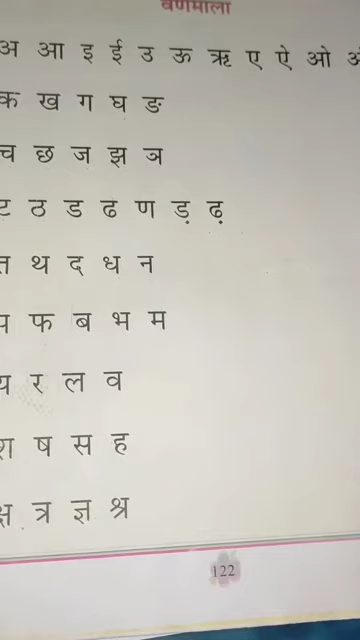 वर्णमाला
अ आ इ ई उ ऊ ऋ ए ऐ ओ औ
क ख ग घ ङ
च छ ज झ ञ
ट ठ ड ढ ण ड़ ढ़
त थ द ध न
प फ ब भ म
य र ल व
श ष स ह
क्ष त्र ज्ञ श्र
122